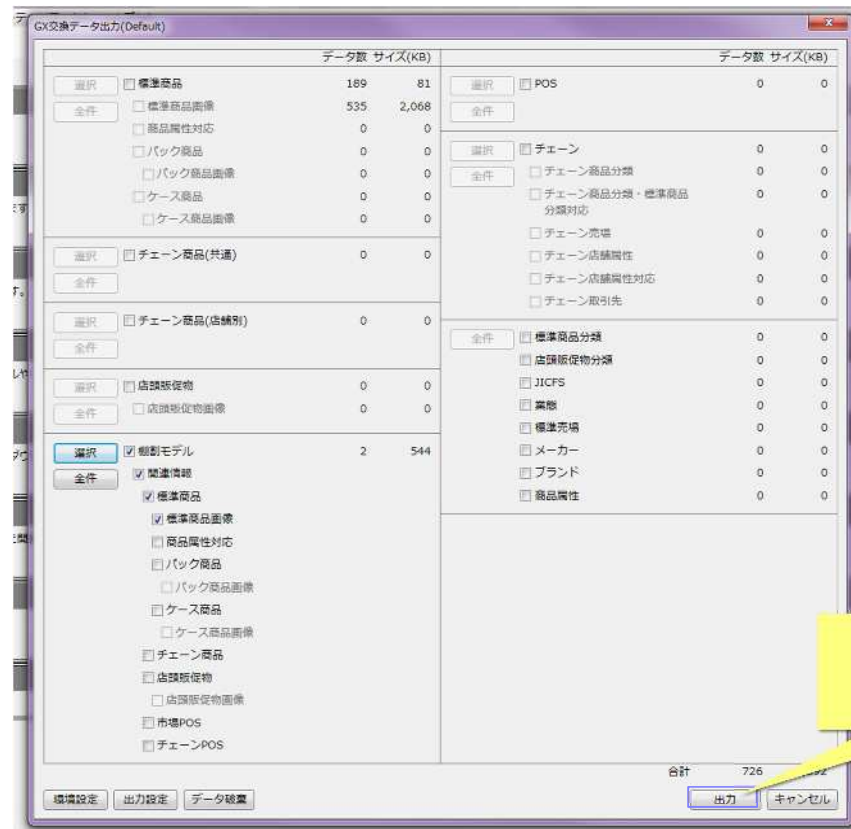 GX交換データ出力(Default)
データ数 サイズ(KB)
選択 標準商品 189 81
全件 標準商品画像 535 2,068
商品属性対応 0 0
パック商品 0 0
パック商品画像 0 0
ケース商品 0 0
ケース商品画像 0 0
選択 チェーン商品(共通) 0 0
全件
選択 チェーン商品(店舗別) 0 0
全件
選択 店頭販促物 0 0
全件 店頭販促物画像 0 0
選択 棚割モデル 2 544
全件 関連情報
標準商品
標準商品画像
商品属性対応
パック商品
パック商品画像
ケース商品
ケース商品画像
チェーン商品
店頭販促物
店頭販促物画像
市場POS
チェーンPOS
データ数 サイズ(KB)
選択 POS 0 0
全件
選択 チェーン 0 0
全件 チェーン商品分類 0 0
チェーン商品分類・標準商品 0 0
分類対応
チェーン売場 0 0
チェーン店舗属性 0 0
チェーン店舗属性対応 0 0
チェーン取引先 0 0
全件 標準商品分類 0 0
店頭販促物分類 0 0
JICFS 0 0
業態 0 0
標準売場 0 0
メーカー 0 0
ブランド 0 0
商品属性 0 0
合計 726
環境設定 出力設定 データ破棄 出力 キャンセル